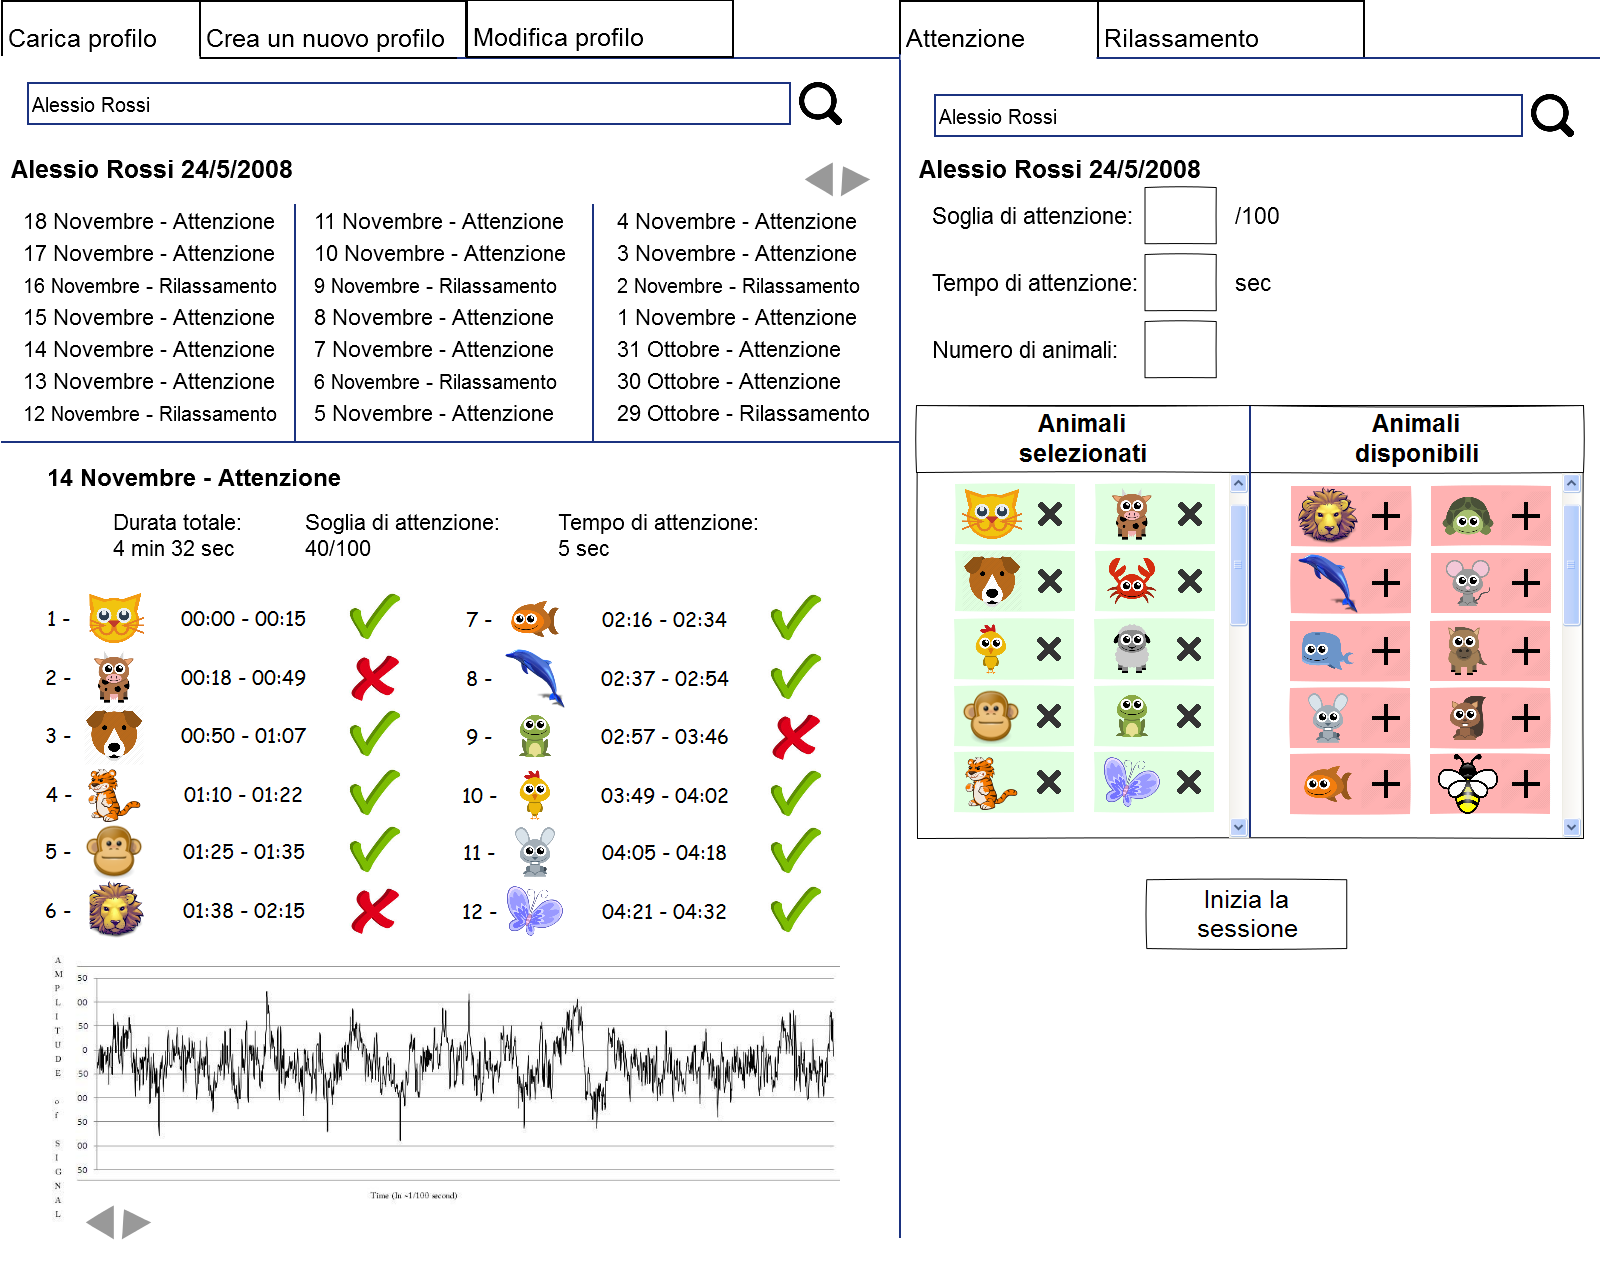 Carica profilo
Crea un nuovo profilo
Modifica profilo
Alessio Rossi
Alessio Rossi 24/5/2008
18 Novembre - Attenzione
17 Novembre - Attenzione
16 Novembre - Rilassamento
15 Novembre - Attenzione
14 Novembre - Attenzione
13 Novembre - Attenzione
12 Novembre - Rilassamento
11 Novembre - Attenzione
10 Novembre - Attenzione
9 Novembre - Rilassamento
8 Novembre - Attenzione
7 Novembre - Attenzione
6 Novembre - Rilassamento
5 Novembre - Attenzione
4 Novembre - Attenzione
3 Novembre - Attenzione
2 Novembre - Rilassamento
1 Novembre - Attenzione
31 Ottobre - Attenzione
30 Ottobre - Attenzione
29 Ottobre - Rilassamento
14 Novembre - Attenzione
Durata totale:
4 min 32 sec
Soglia di attenzione:
40/100
Tempo di attenzione:
5 sec
1 - 00:00 - 00:15
2 - 00:18 - 00:49
3 - 00:50 - 01:07
4 - 01:10 - 01:22
5 - 01:25 - 01:35
6 - 01:38 - 02:15
7 - 02:16 - 02:34
8 - 02:37 - 02:54
9 - 02:57 - 03:46
10 - 03:49 - 04:02
11 - 04:05 - 04:18
12 - 04:21 - 04:32
AMPLITUDE of SIGNAL
50
00
50
0
50
00
50
00
50
Time (In ~1/100 second)
Attenzione
Rilassamento
Alessio Rossi
Alessio Rossi 24/5/2008
Soglia di attenzione: /100
Tempo di attenzione: sec
Numero di animali:
Animali
selezionati
Animali
disponibili
Inizia la
sessione